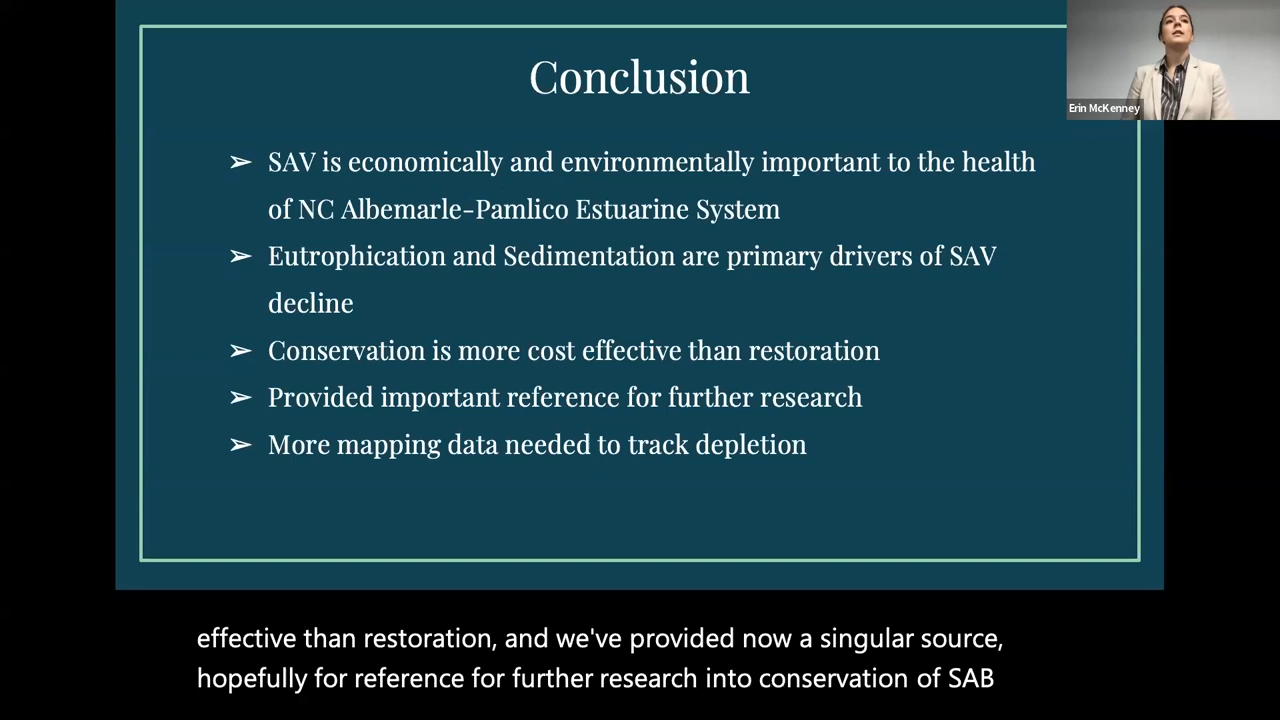 Conclusion
➢ SAV is economically and environmentally important to the health
of NC Albemarle-Pamlico Estuarine System
➢ Eutrophication and Sedimentation are primary drivers of SAV
decline
➢ Conservation is more cost effective than restoration
➢ Provided important reference for further research
➢ More mapping data needed to track depletion
Erin McKenney
effective than restoration, and we've provided now a singular source,
hopefully for reference for further research into conservation of SAB